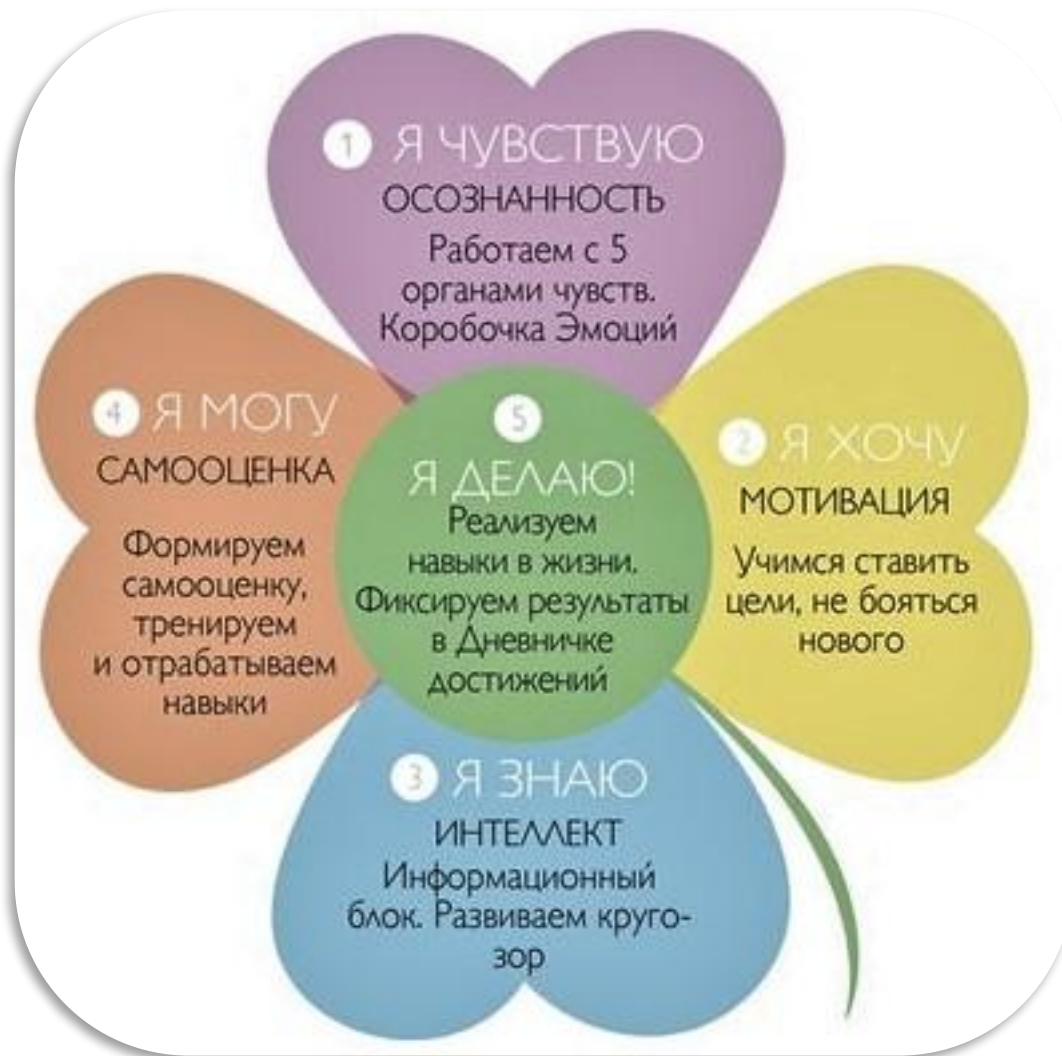 1 Я ЧУВСТВУЮ
ОСОЗНАННОСТЬ
Работаем с 5
органами чувств.
Коробочка Эмоций
2 Я ХОЧУ
МОТИВАЦИЯ
Учимся ставить
цели, не бояться
нового
3 Я ЗНАЮ
ИНТЕЛЛЕКТ
Информационный
блок. Развиваем круго-
зор
4 Я МОГУ
САМООЦЕНКА
Формируем
самооценку,
тренируем
и отрабатываем
навыки
5
Я ДЕЛАЮ!
Реализуем
навыки в жизни.
Фиксируем результаты
в Дневничке
достижений